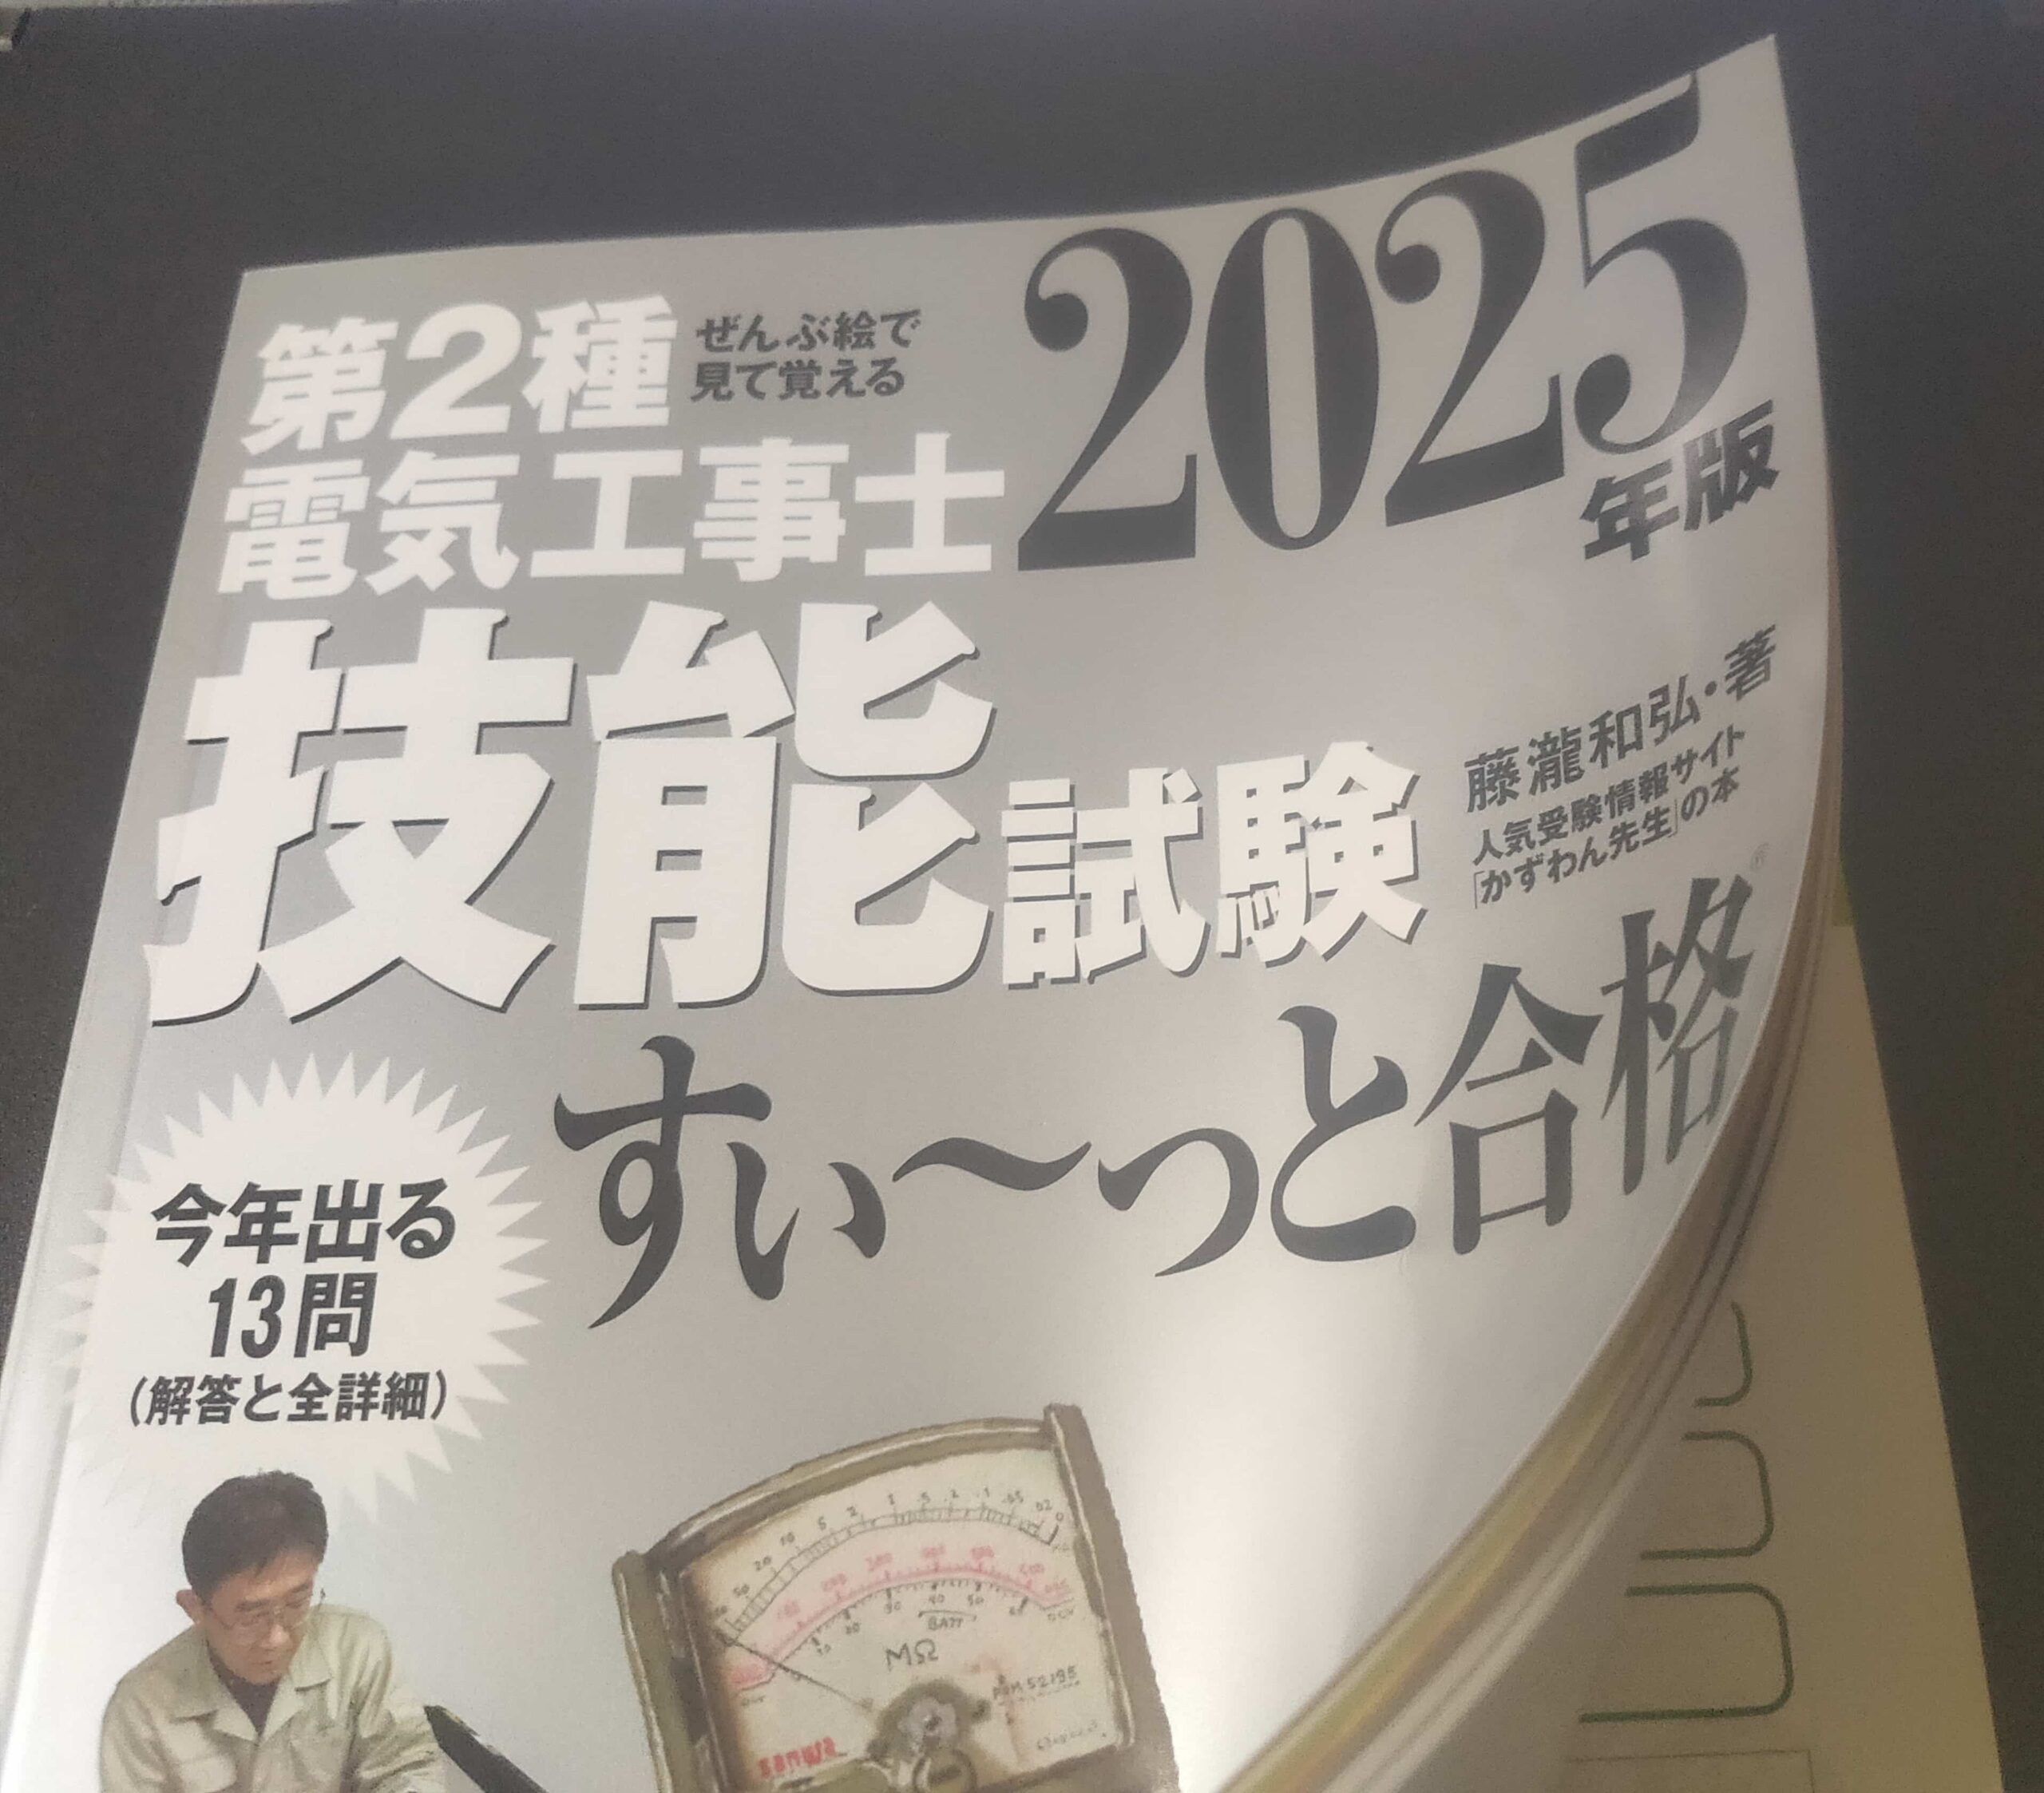 2025
年版
第2種
ぜんぶ絵で
見て覚える
電気工事士
技能試験
藤瀧和弘・著
人気受験情報サイト
「かずわん先生」の本
すい～っと合格
®
今年出る
13問
(解答と全詳細)
MΩ
BATT
sanwa